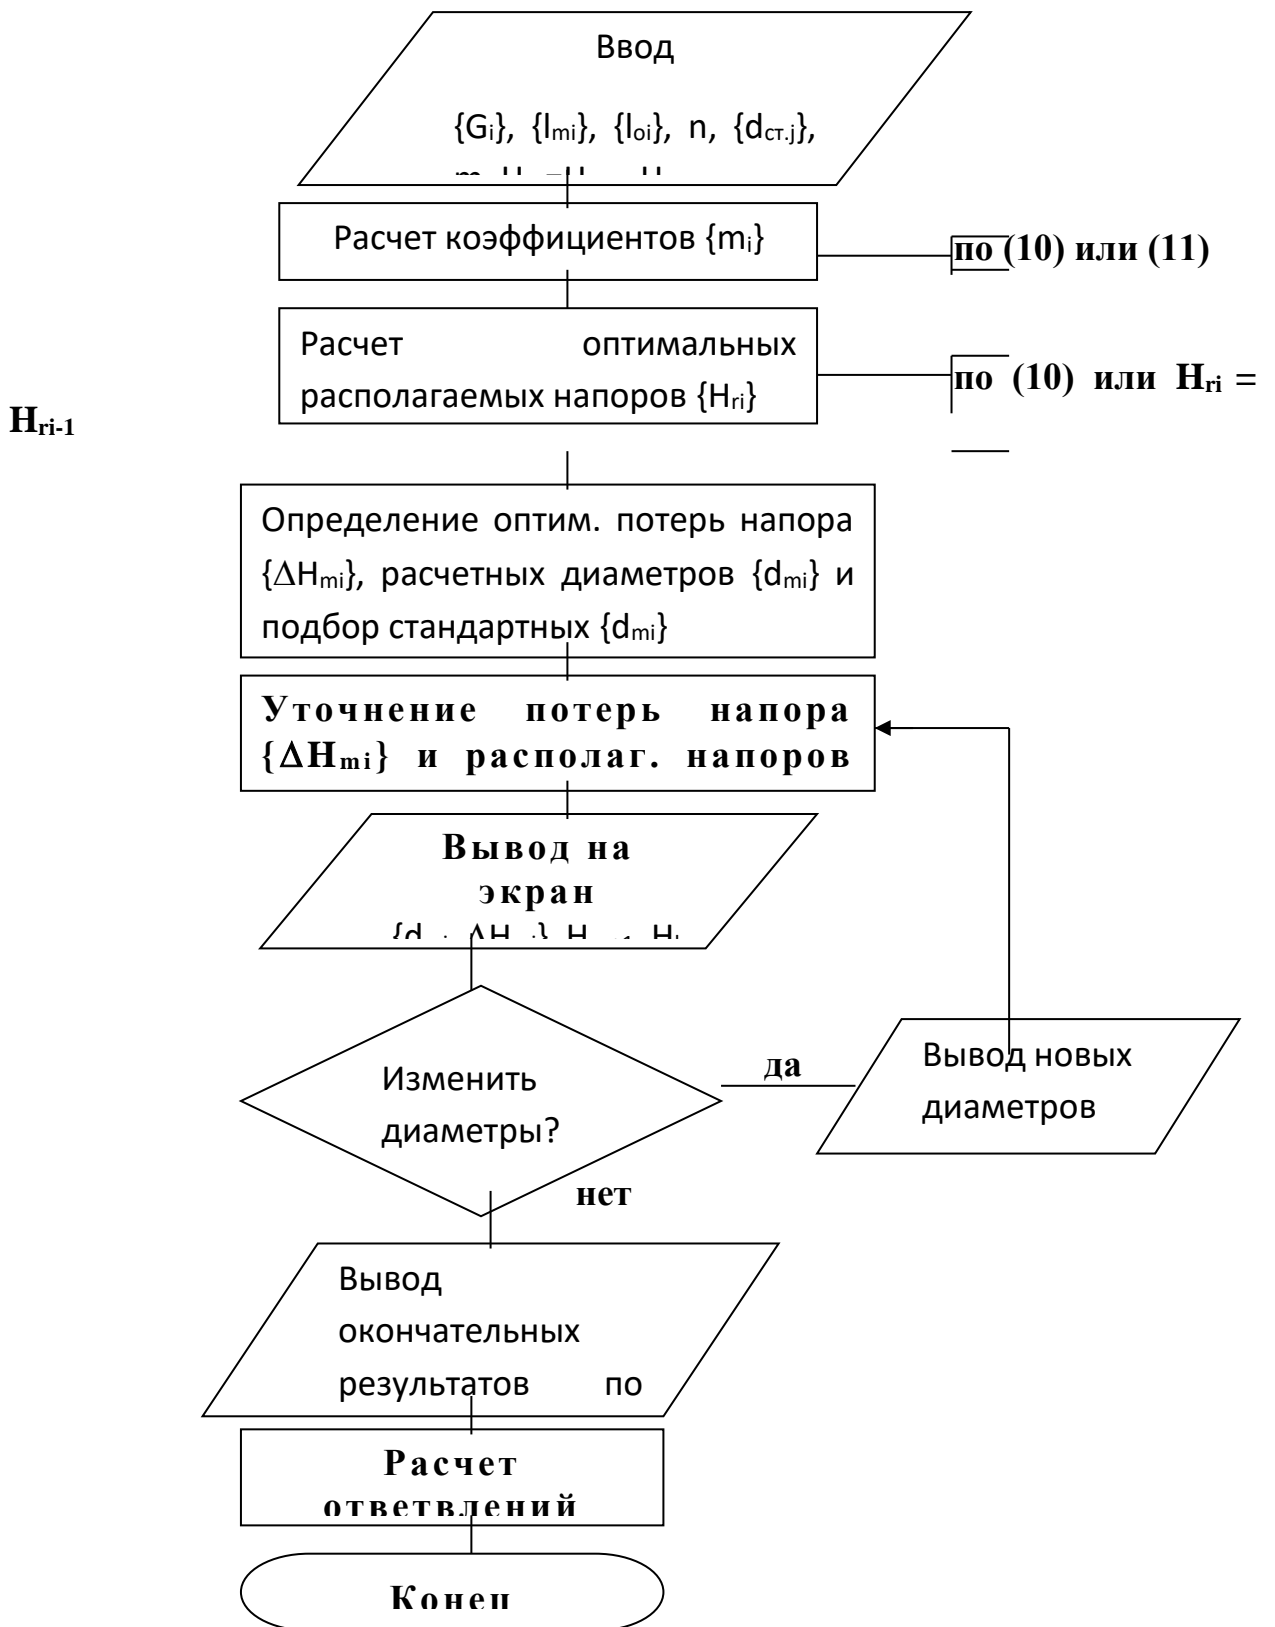 Ввод
{Gi}, {lmi}, {loi}, n, {dст.j},
Расчет коэффициентов {mi}
по (10) или (11)
Расчет оптимальных
располагаемых напоров {Hri}
по (10) или Hri =
Hri-1
Определение оптим. потерь напора
{ΔHmi}, расчетных диаметров {dmi} и
подбор стандартных {dmi}
Уточнение потерь напора
{ΔHmi} и располаг. напоров
Вывод на
экран
Изменить
диаметры?
да
Вывод новых
диаметров
нет
Вывод
окончательных
результатов по
Расчет
ответвлений
Конец